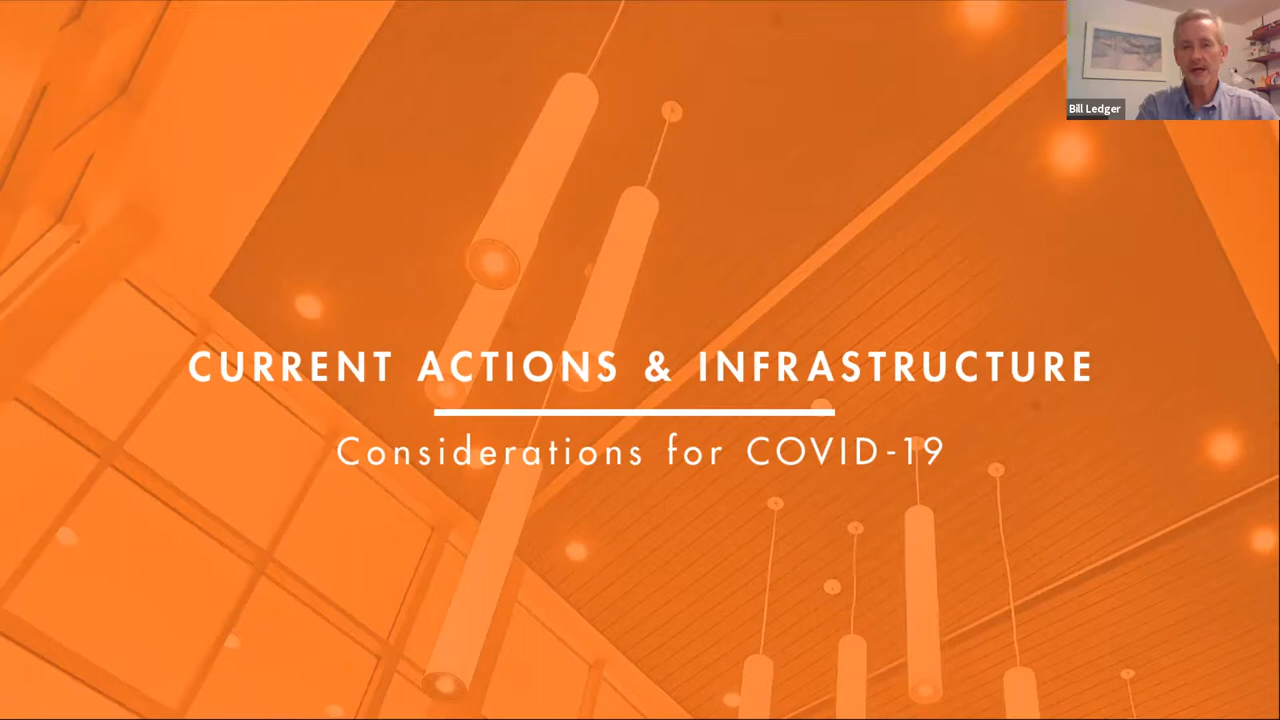 Bill Ledger
CURRENT ACTIONS & INFRASTRUCTURE
Considerations for COVID-19